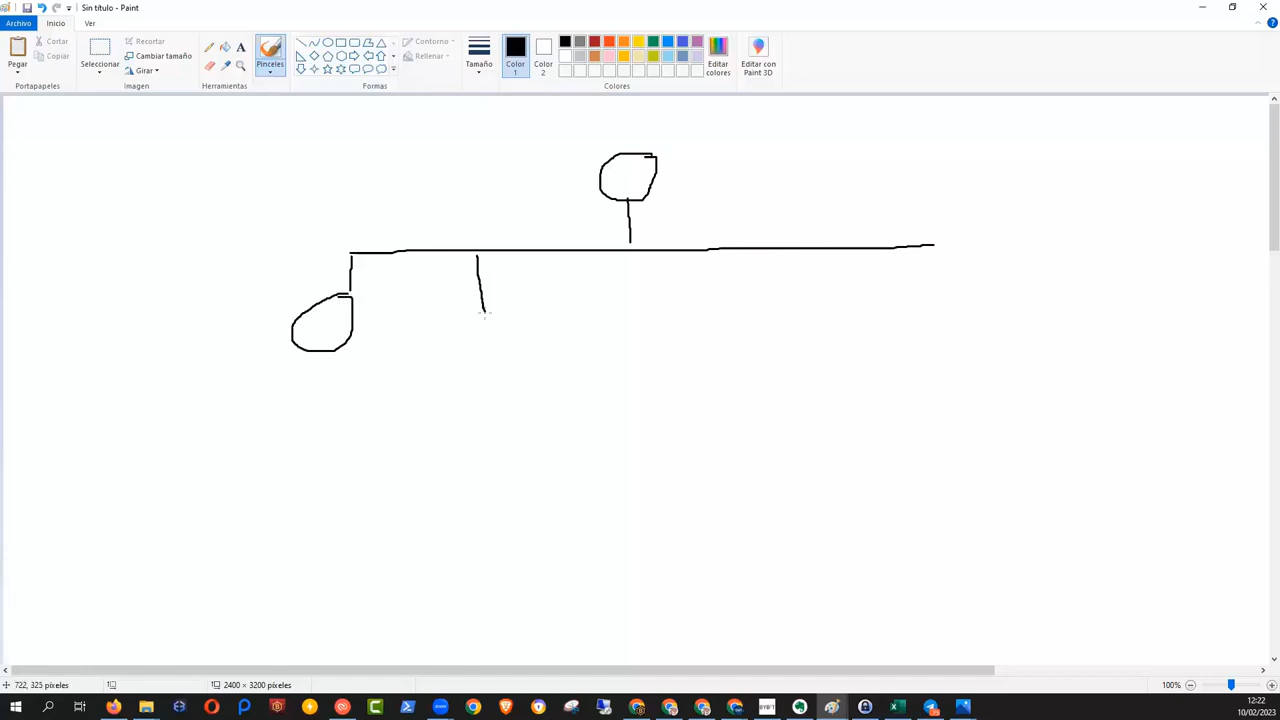 Sin título - Paint
Archivo Inicio Ver
Pegar
Cortar
Copiar
Portapapeles
Seleccionar
Recortar
Cambiar tamaño
Girar
Imagen
A
Herramientas
Pinceles
Contorno
Rellenar
Formas
Tamaño
Color
1
Color
2
Editar
colores
Colores
Editar con
Paint 3D
722, 325 píxeles
2400 × 3200 píxeles
100%
12:22
10/02/2023